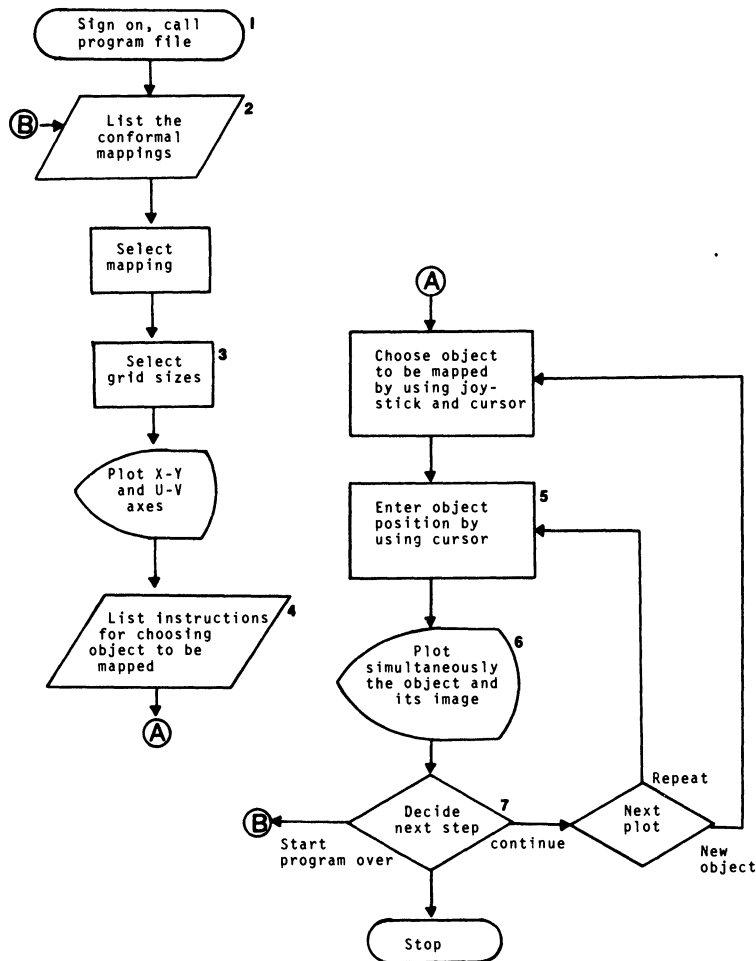 Sign on, call
program file
1
B
List the
conformal
mappings
2
Select
mapping
Select
grid sizes
3
Plot X-Y
and U-V
axes
List instructions
for choosing
object to be
mapped
4
A
A
Choose object
to be mapped
by using joy-
stick and cursor
Enter object
position by
using cursor
5
Plot
simultaneously
the object and
its image
6
Decide
next step
7
B
Start
program over
continue
Next
plot
Repeat
New
object
Stop